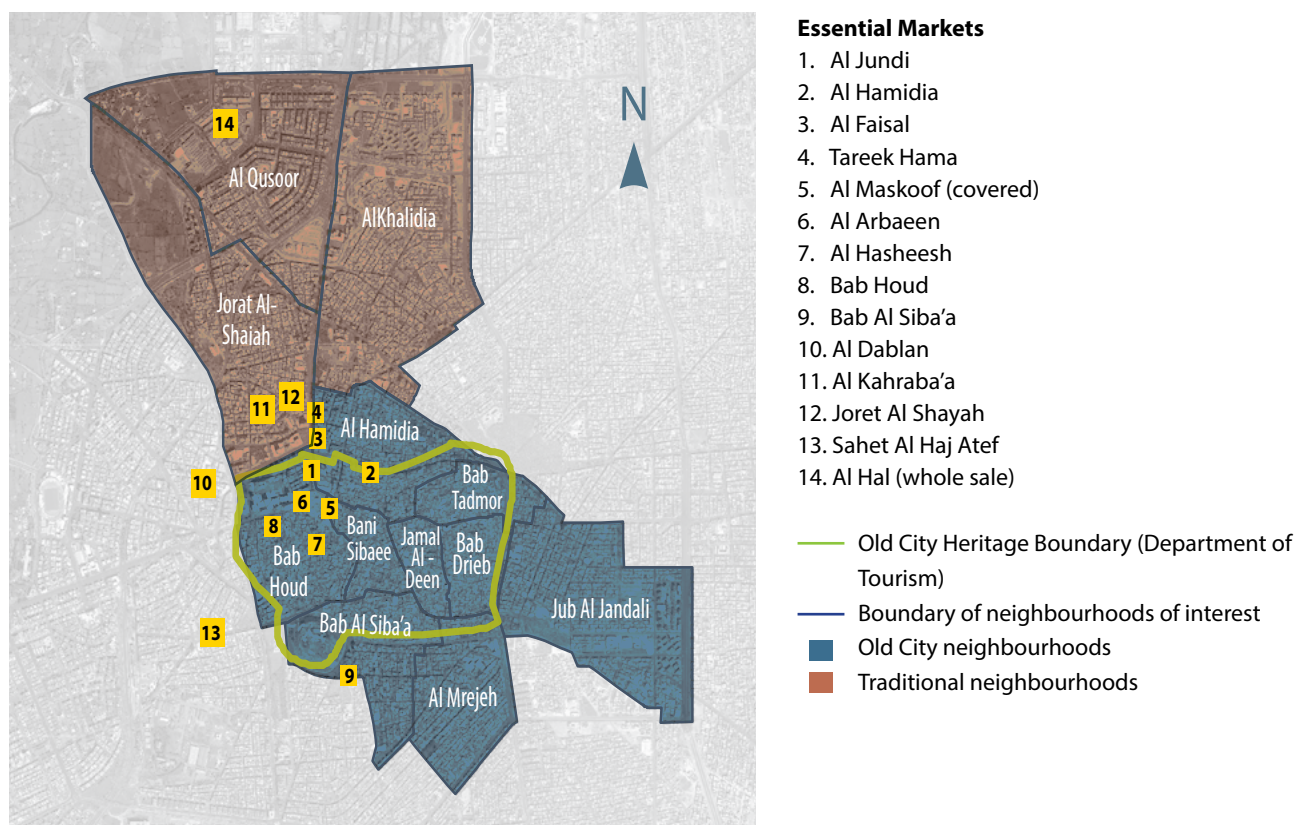 14
Al Qusoor
N
AlKhalidia
Jorat Al-
Shaiah
12
11
4
3
Al Hamidia
1
2
10
Bab
Tadmor
6
5
8
Bani
Sibaee
Jamal
Al -
Deen
Bab
Drieb
7
Bab
Houd
Jub Al Jandali
Bab Al Siba’a
13
9
Al Mrejeh
Essential Markets
1. Al Jundi
2. Al Hamidia
3. Al Faisal
4. Tareek Hama
5. Al Maskoof (covered)
6. Al Arbaeen
7. Al Hasheesh
8. Bab Houd
9. Bab Al Siba’a
10. Al Dablan
11. Al Kahraba’a
12. Joret Al Shayah
13. Sahet Al Haj Atef
14. Al Hal (whole sale)
Old City Heritage Boundary (Department of
Tourism)
Boundary of neighbourhoods of interest
Old City neighbourhoods
Traditional neighbourhoods